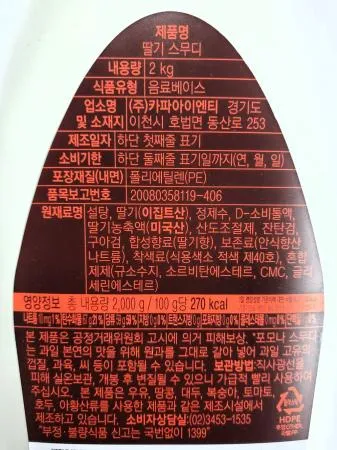 제품명
딸기 스무디
내용량 2 kg
식품유형 음료베이스
업소명 (주)카파아이엔티 경기도
및 소재지 이천시 호법면 동산로 253
제조일자 하단 첫째줄 표기
소비기한 하단 둘째줄 표기일까지(연, 월, 일)
포장재질(내면) 폴리에틸렌(PE)
품목보고번호 20080358119-406
원재료명 설탕, 딸기(이집트산), 정제수, D-소비톨액,
딸기농축액(미국산), 산도조절제, 잔탄검,
구아검, 합성향료(딸기향), 보존료(안식향산
나트륨), 착색료(식용색소 적색 제40호), 혼합
제제(규소수지, 소르비탄에스테르, CMC, 글리
세린에스테르)
영양정보 총 내용량 2,000 g / 100 g당 270 kcal
본 제품은 공정거래위원회 고시에 의거 피해보상, *포모나 스무디
는 과일 본연의 맛을 위해 원과를 그대로 갈아 넣어 과일 고유의
껍질, 과육, 씨 등이 포함될 수 있습니다. 보관방법:직사광선을
피해 실온보관, 개봉 후 변질될 수 있으니 가급적 빨리 사용하여
주십시오. 본 제품은 우유, 땅콩, 대두, 복숭아, 토마토,
호두, 아황산류를 사용한 제품과 같은 제조시설에서
제조하고 있습니다. 소비자상담실:(02)3453-1535
"부정·불량식품 신고는 국번없이 1399"
HDPE